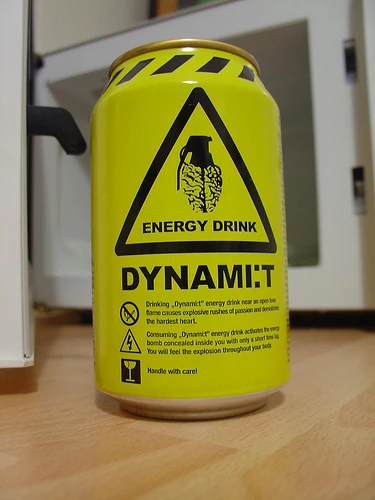 ENERGY DRINK
DYNAMI:T
Drinking „Dynami:t" energy drink near an open love
flame causes explosive rushes of passion and demolishes
the hardest heart.
Consuming „Dynami:t" energy drink activates the energy
bomb concealed inside you with only a short time lag.
You will feel the explosion throughout your body.
Handle with care!